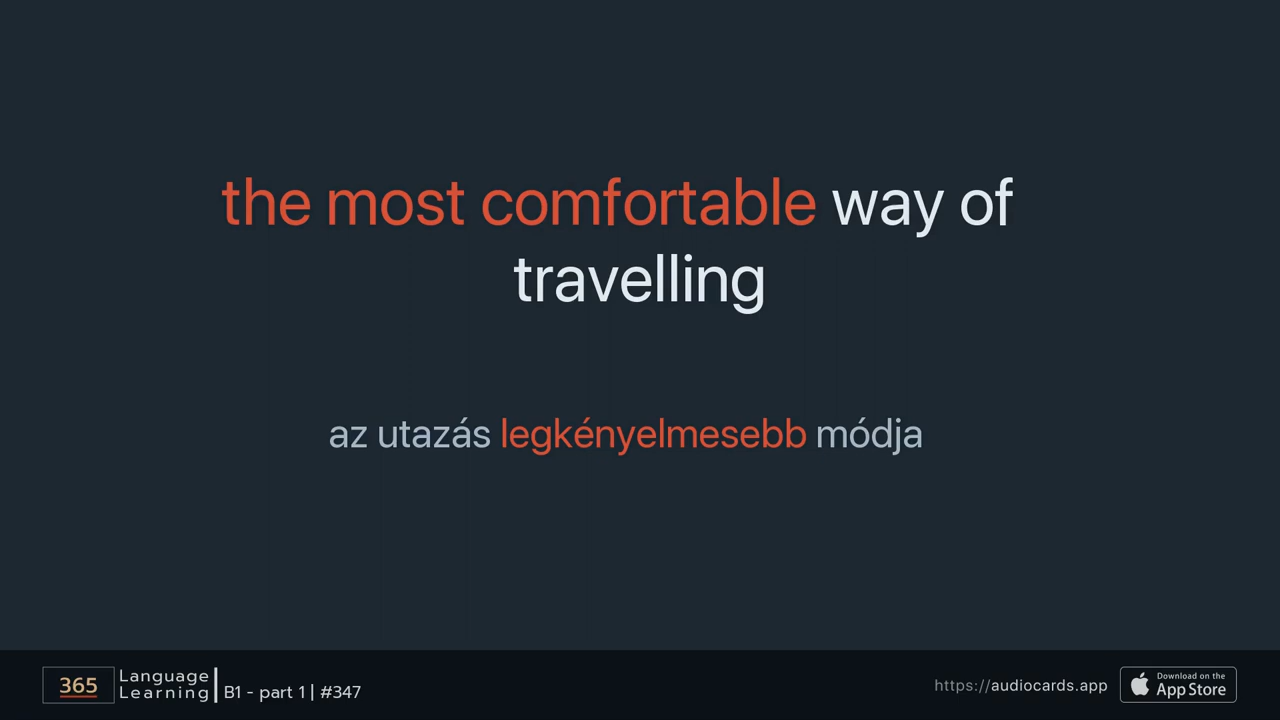 the most comfortable way of
travelling
az utazás legkényelmesebb módja
365
Language
Learning
B1 - part 1 | #347
https://audiocards.app
Download on the
App Store